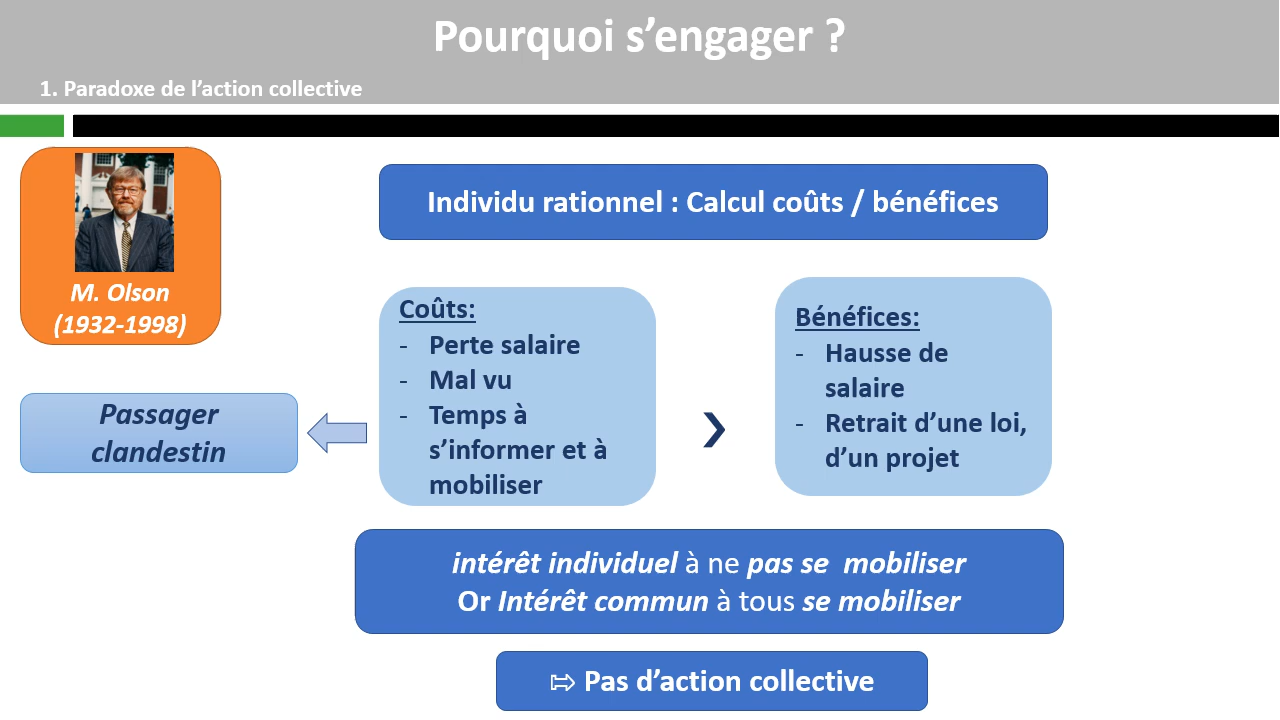 Pourquoi s’engager ?
1. Paradoxe de l’action collective
M. Olson
(1932-1998)
Individu rationnel : Calcul coûts / bénéfices
Coûts:
- Perte salaire
- Mal vu
- Temps à
s’informer et à
mobiliser
Bénéfices:
- Hausse de
salaire
- Retrait d’une loi,
d’un projet
Passager
clandestin
intérêt individuel à ne pas se mobiliser
Or Intérêt commun à tous se mobiliser
⇰ Pas d’action collective